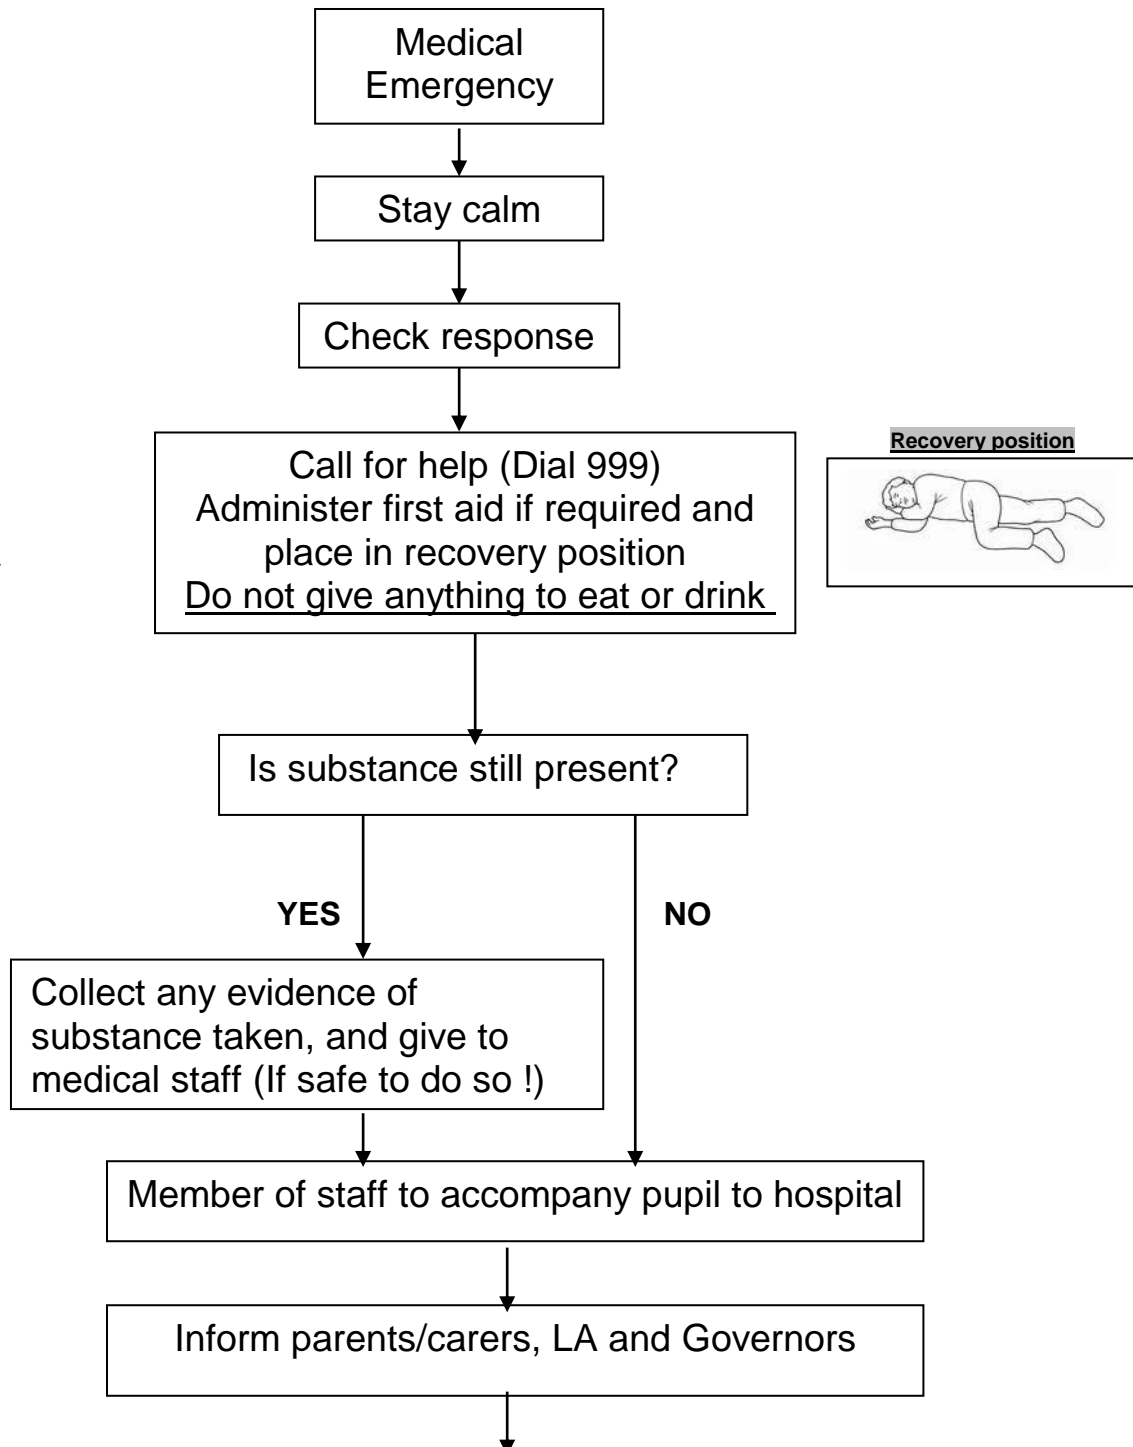 Medical
Emergency
Stay calm
Check response
Call for help (Dial 999)
Administer first aid if required and
place in recovery position
Do not give anything to eat or drink
Recovery position
Is substance still present?
YES
NO
Collect any evidence of
substance taken, and give to
medical staff (If safe to do so !)
Member of staff to accompany pupil to hospital
Inform parents/carers, LA and Governors